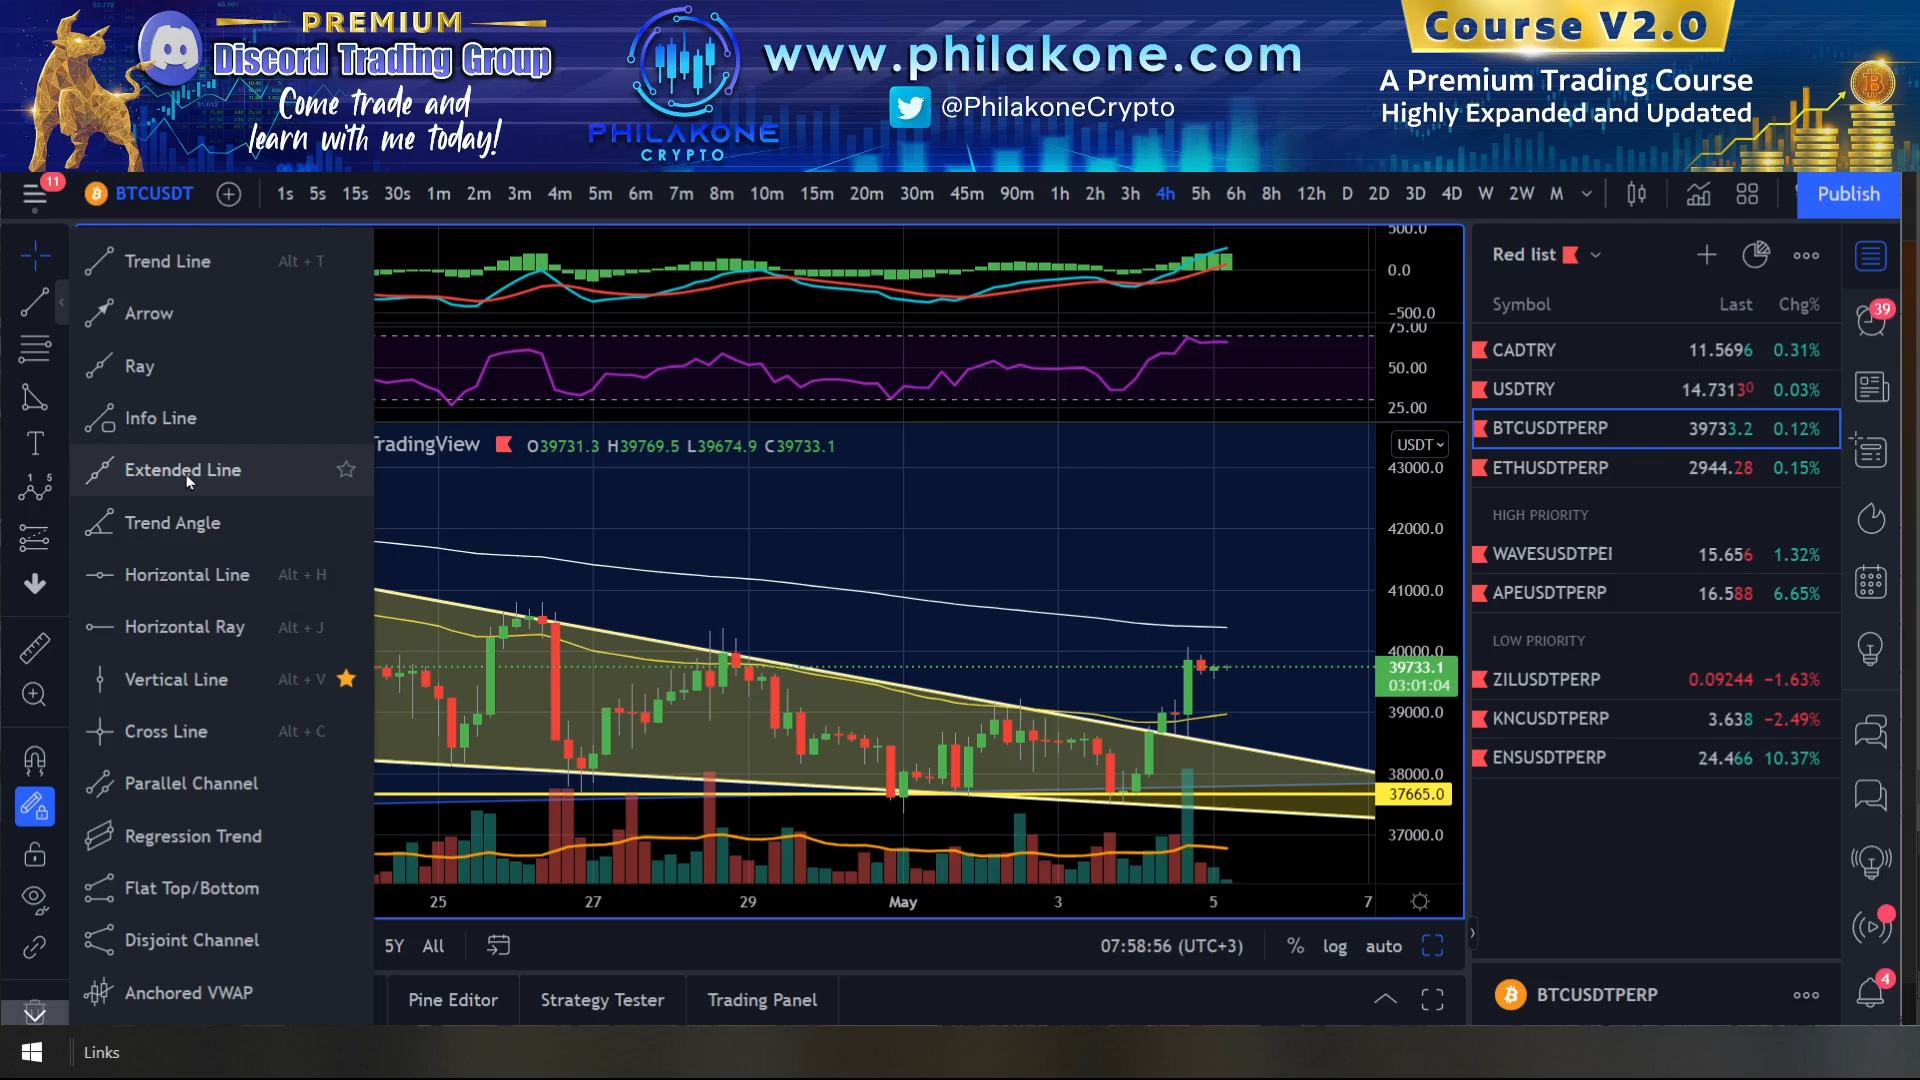 PREMIUM
Discord Trading Group
Come trade and
learn with me today!
PHILAKONE
CRYPTO
www.philakone.com
@PhilakoneCrypto
Course V2.0
A Premium Trading Course
Highly Expanded and Updated
11
BTCUSDT
1s 5s 15s 30s 1m 2m 3m 4m 5m 6m 7m 8m 10m 15m 20m 30m 45m 90m 1h 2h 3h 4h 5h 6h 8h 12h D 2D 3D 4D W 2W M
Publish
Trend Line Alt + T
Arrow
Ray
Info Line
Extended Line
Trend Angle
Horizontal Line Alt + H
Horizontal Ray Alt + J
Vertical Line Alt + V
Cross Line Alt + C
Parallel Channel
Regression Trend
Flat Top/Bottom
Disjoint Channel
Anchored VWAP
500.0
0.0
−500.0
75.00
50.00
25.00
TradingView O39731.3 H39769.5 L39674.9 C39733.1
USDT
43000.0
42000.0
41000.0
40000.0
39733.1
03:01:04
39000.0
38000.0
37665.0
37000.0
25 27 29 May 3 5 7
5Y All
07:58:56 (UTC+3)
% log auto
Pine Editor Strategy Tester Trading Panel
Red list
Symbol Last Chg%
CADTRY 11.5696 0.31%
USDTRY 14.73130 0.03%
BTCUSDTPERP 39733.2 0.12%
ETHUSDTPERP 2944.28 0.15%
HIGH PRIORITY
WAVESUSDTPE 15.656 1.32%
APEUSDTPERP 16.588 6.65%
LOW PRIORITY
ZILUSDTPERP 0.09244 −1.63%
KNCUSDTPERP 3.638 −2.49%
ENSUSDTPERP 24.466 10.37%
BTCUSDTPERP
39
4
Links